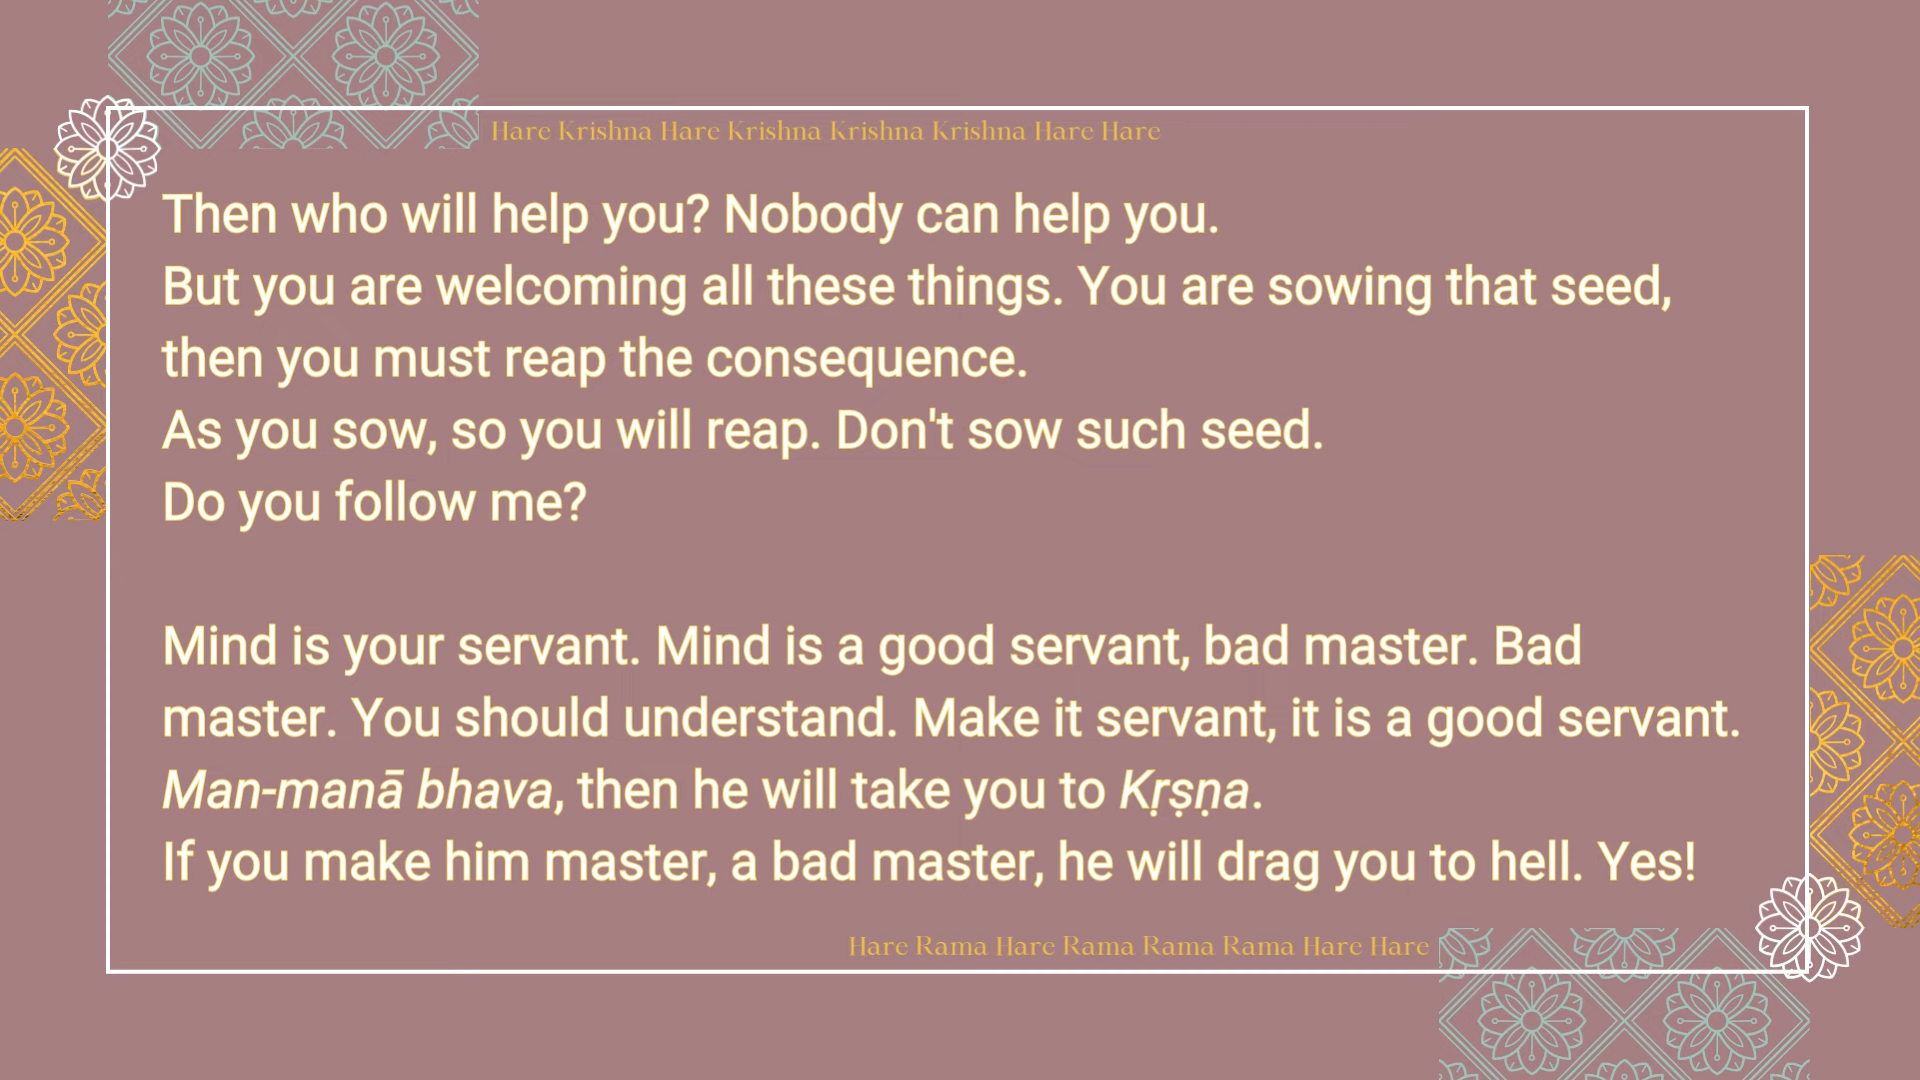 Hare Krishna Hare Krishna Krishna Krishna Hare Hare
Then who will help you? Nobody can help you.
But you are welcoming all these things. You are sowing that seed,
then you must reap the consequence.
As you sow, so you will reap. Don't sow such seed.
Do you follow me?
Mind is your servant. Mind is a good servant, bad master. Bad
master. You should understand. Make it servant, it is a good servant.
Man-manā bhava, then he will take you to Kṛṣṇa.
If you make him master, a bad master, he will drag you to hell. Yes!
Hare Rama Hare Rama Rama Rama Hare Hare